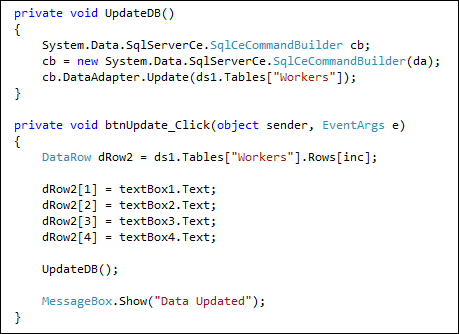 private void UpdateDB()
{
    System.Data.SqlServerCe.SqlCeCommandBuilder cb;
    cb = new System.Data.SqlServerCe.SqlCeCommandBuilder(da);
    cb.DataAdapter.Update(ds1.Tables["Workers"]);
}
private void btnUpdate_Click(object sender, EventArgs e)
{
    DataRow dRow2 = ds1.Tables["Workers"].Rows[inc];
    dRow2[1] = textBox1.Text;
    dRow2[2] = textBox2.Text;
    dRow2[3] = textBox3.Text;
    dRow2[4] = textBox4.Text;
    UpdateDB();
    MessageBox.Show("Data Updated");
}